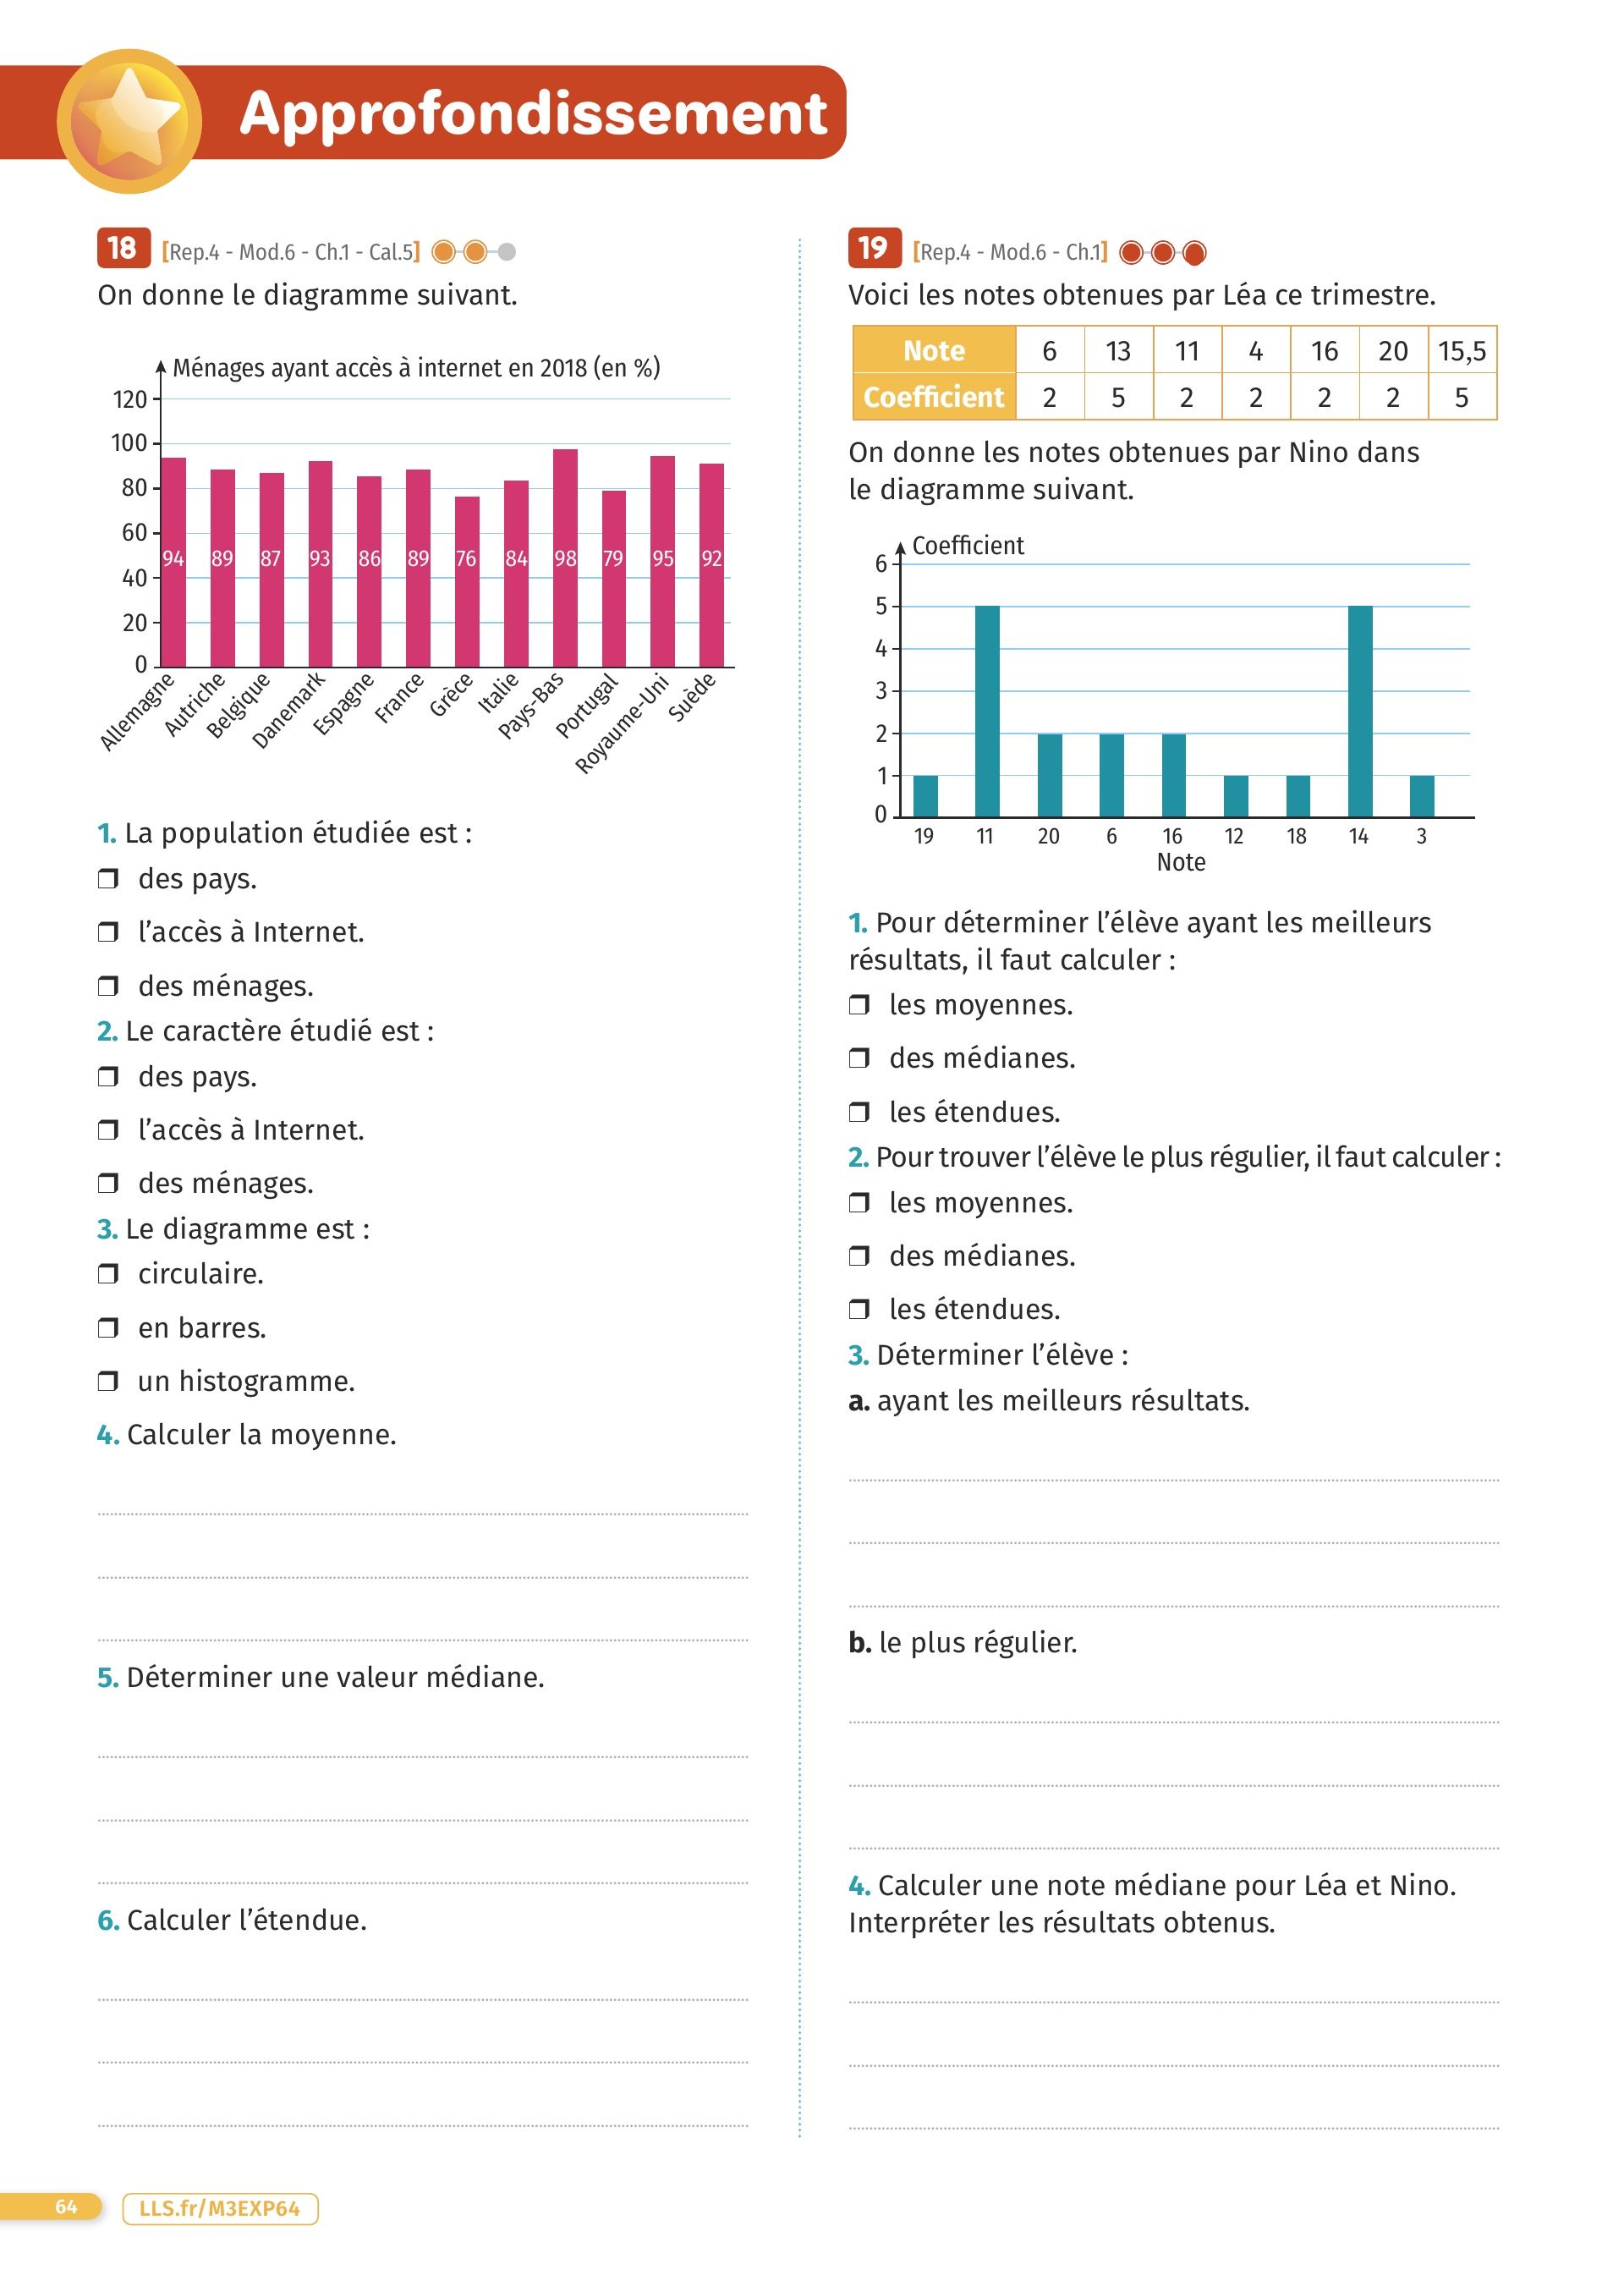 Approfondissement
18 [Rep.4 - Mod.6 - Ch.1 - Cal.5]
On donne le diagramme suivant.
Ménages ayant accès à internet en 2018 (en %)
120
100
80
60
40
20
0
94 89 87 93 86 89 76 84 98 79 95 92
Allemagne
Autriche
Belgique
Danemark
Espagne
France
Grèce
Italie
Pays-Bas
Portugal
Royaume-Uni
Suède
1. La population étudiée est :
❒ des pays.
❒ l’accès à Internet.
❒ des ménages.
2. Le caractère étudié est :
❒ des pays.
❒ l’accès à Internet.
❒ des ménages.
3. Le diagramme est :
❒ circulaire.
❒ en barres.
❒ un histogramme.
4. Calculer la moyenne.
5. Déterminer une valeur médiane.
6. Calculer l’étendue.
19 [Rep.4 - Mod.6 - Ch.1]
Voici les notes obtenues par Léa ce trimestre.
Note 6 13 11 4 16 20 15,5
Coefficient 2 5 2 2 2 2 5
On donne les notes obtenues par Nino dans
le diagramme suivant.
Coefficient
6
5
4
3
2
1
0
19 11 20 6 16 12 18 14 3
Note
1. Pour déterminer l’élève ayant les meilleurs
résultats, il faut calculer :
❒ les moyennes.
❒ des médianes.
❒ les étendues.
2. Pour trouver l’élève le plus régulier, il faut calculer :
❒ les moyennes.
❒ des médianes.
❒ les étendues.
3. Déterminer l’élève :
a. ayant les meilleurs résultats.
b. le plus régulier.
4. Calculer une note médiane pour Léa et Nino.
Interpréter les résultats obtenus.
64
LLS.fr/M3EXP64